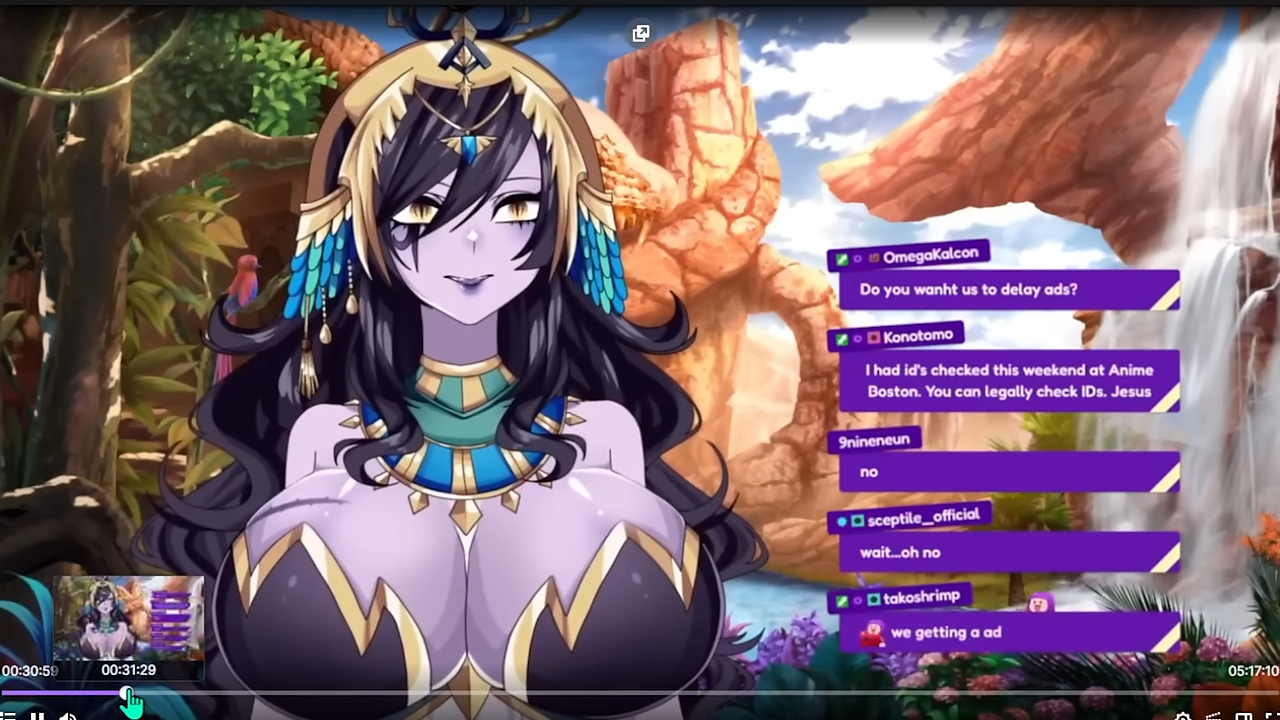 OmegaKalcon
Do you wanht us to delay ads?
Konotomo
I had id's checked this weekend at Anime
Boston. You can legally check IDs. Jesus
9nineneun
no
sceptile__official
wait...oh no
takoshrimp
we getting a ad
00:30:59
00:31:29
05:17:10